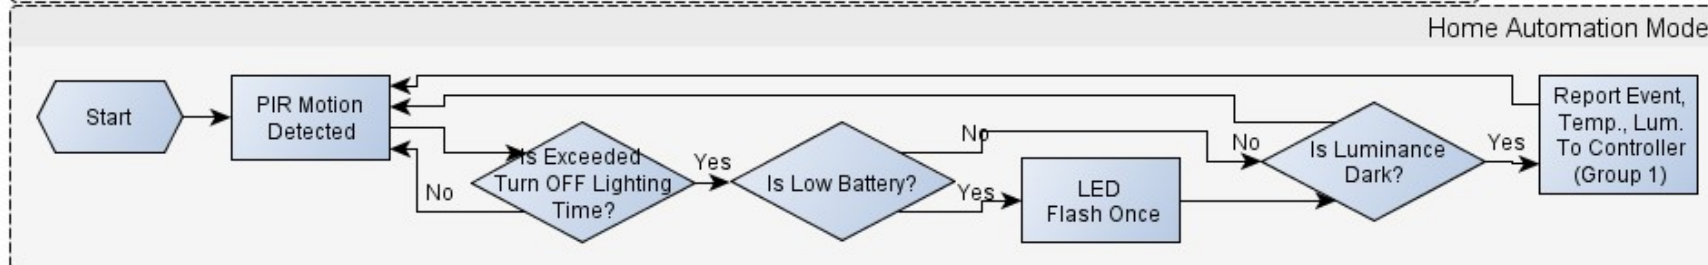 Home Automation Mode
Start
PIR Motion
Detected
No
Is Exceeded
Turn OFF Lighting
Time?
Yes
Is Low Battery?
No
Yes
LED
Flash Once
No
Is Luminance
Dark?
Yes
Report Event,
Temp., Lum.
To Controller
(Group 1)